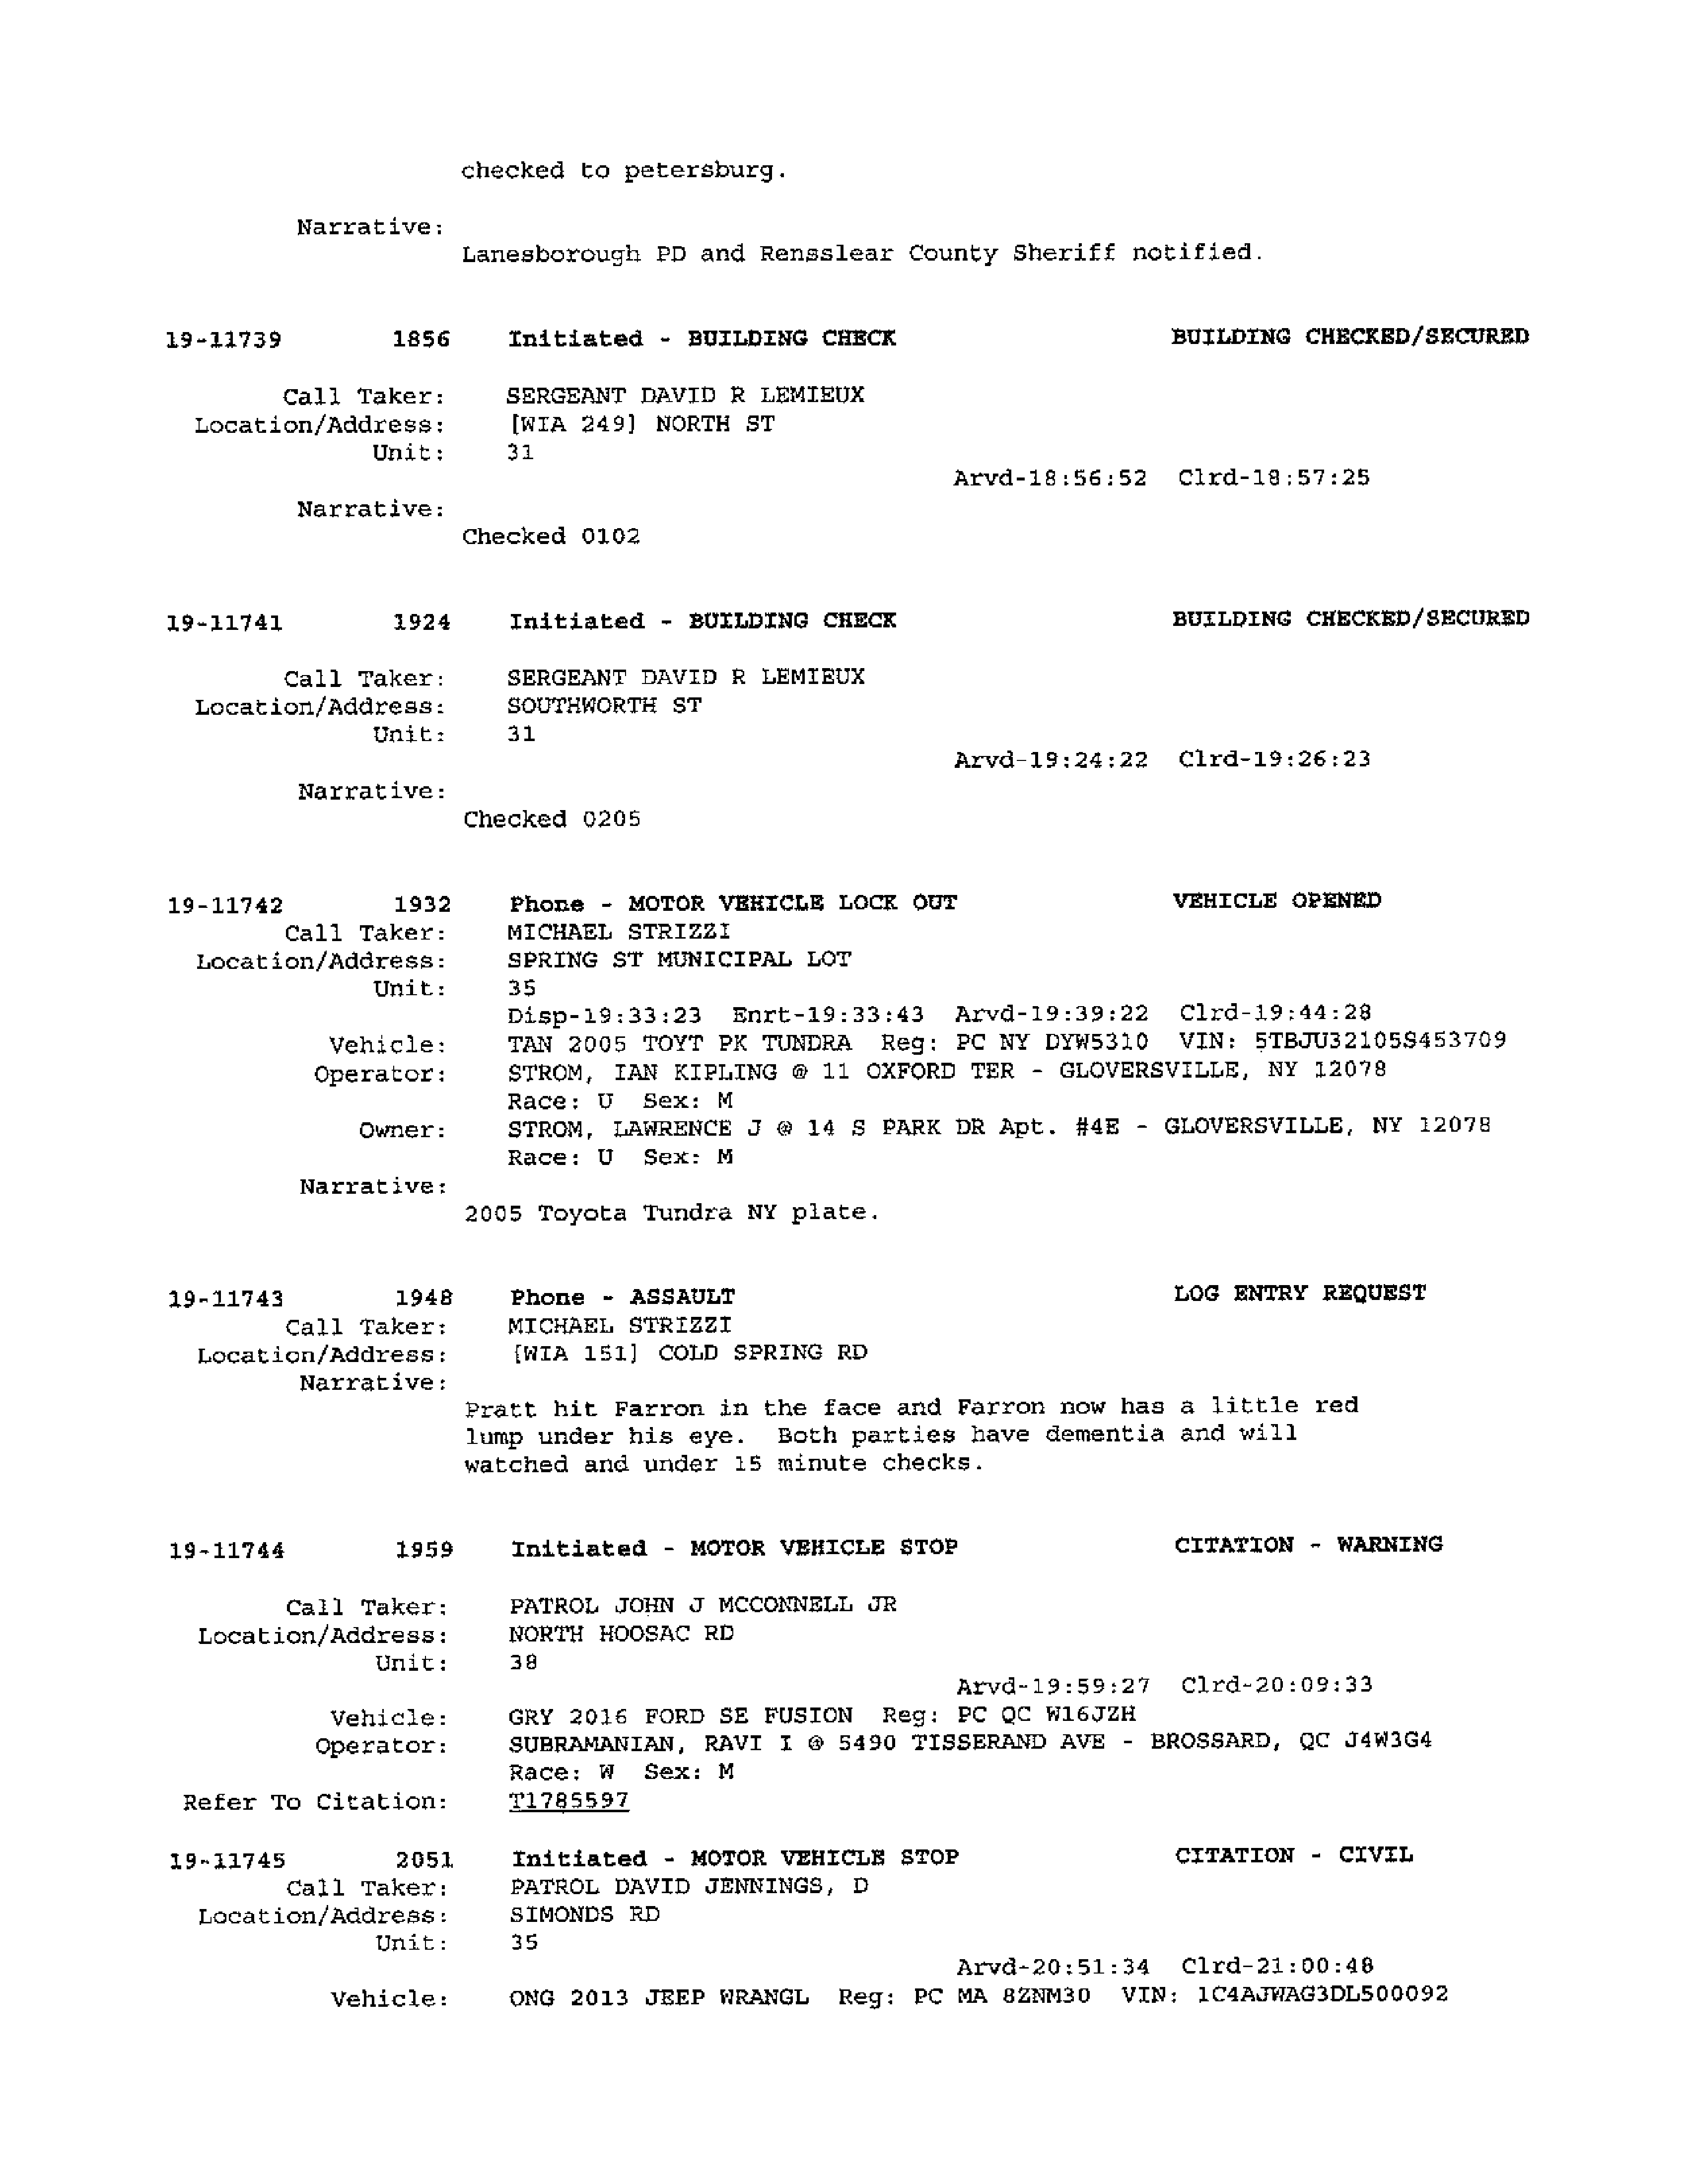 checked to petersburg.
Narrative:
Lanesborough PD and Rensslear County Sheriff notified.
19-11739 1856 Initiated - BUILDING CHECK BUILDING CHECKED/SECURED
Call Taker: SERGEANT DAVID R LEMIEUX
Location/Address: [WIA 249] NORTH ST
Unit: 31
Arvd-18:56:52 Clrd-18:57:25
Narrative:
Checked 0102
19-11741 1924 Initiated - BUILDING CHECK BUILDING CHECKED/SECURED
Call Taker: SERGEANT DAVID R LEMIEUX
Location/Address: SOUTHWORTH ST
Unit: 31
Arvd-19:24:22 Clrd-19:26:23
Narrative:
Checked 0205
19-11742 1932 Phone - MOTOR VEHICLE LOCK OUT VEHICLE OPENED
Call Taker: MICHAEL STRIZZI
Location/Address: SPRING ST MUNICIPAL LOT
Unit: 35
Disp-19:33:23 Enrt-19:33:43 Arvd-19:39:22 Clrd-19:44:28
Vehicle: TAN 2005 TOYT PK TUNDRA Reg: PC NY DYW5310 VIN: 5TBJU32105S453709
Operator: STROM, IAN KIPLING @ 11 OXFORD TER - GLOVERSVILLE, NY 12078
Race: U Sex: M
Owner: STROM, LAWRENCE J @ 14 S PARK DR Apt. #4E - GLOVERSVILLE, NY 12078
Race: U Sex: M
Narrative:
2005 Toyota Tundra NY plate.
19-11743 1948 Phone - ASSAULT LOG ENTRY REQUEST
Call Taker: MICHAEL STRIZZI
Location/Address: [WIA 151] COLD SPRING RD
Narrative:
Pratt hit Farron in the face and Farron now has a little red
lump under his eye. Both parties have dementia and will
watched and under 15 minute checks.
19-11744 1959 Initiated - MOTOR VEHICLE STOP CITATION - WARNING
Call Taker: PATROL JOHN J MCCONNELL JR
Location/Address: NORTH HOOSAC RD
Unit: 38
Arvd-19:59:27 Clrd-20:09:33
Vehicle: GRY 2016 FORD SE FUSION Reg: PC QC W16JZH
Operator: SUBRAMANIAN, RAVI I @ 5490 TISSERAND AVE - BROSSARD, QC J4W3G4
Race: W Sex: M
Refer To Citation: T1785597
19-11745 2051 Initiated - MOTOR VEHICLE STOP CITATION - CIVIL
Call Taker: PATROL DAVID JENNINGS, D
Location/Address: SIMONDS RD
Unit: 35
Arvd-20:51:34 Clrd-21:00:48
Vehicle: ONG 2013 JEEP WRANGL Reg: PC MA 8ZNM30 VIN: 1C4AJWAG3DL500092